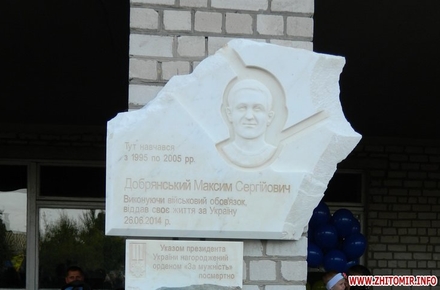 Тут навчався
з 1995 по 2005 рр.
Добрянський Максим Сергійович
Виконуючи військовий обов'язок,
віддав своє життя за Україну
26.08.2014 р.
Указом президента
України нагороджений
орденом «За мужність»
посмертно
WWW.ZHITOMIR.INFO